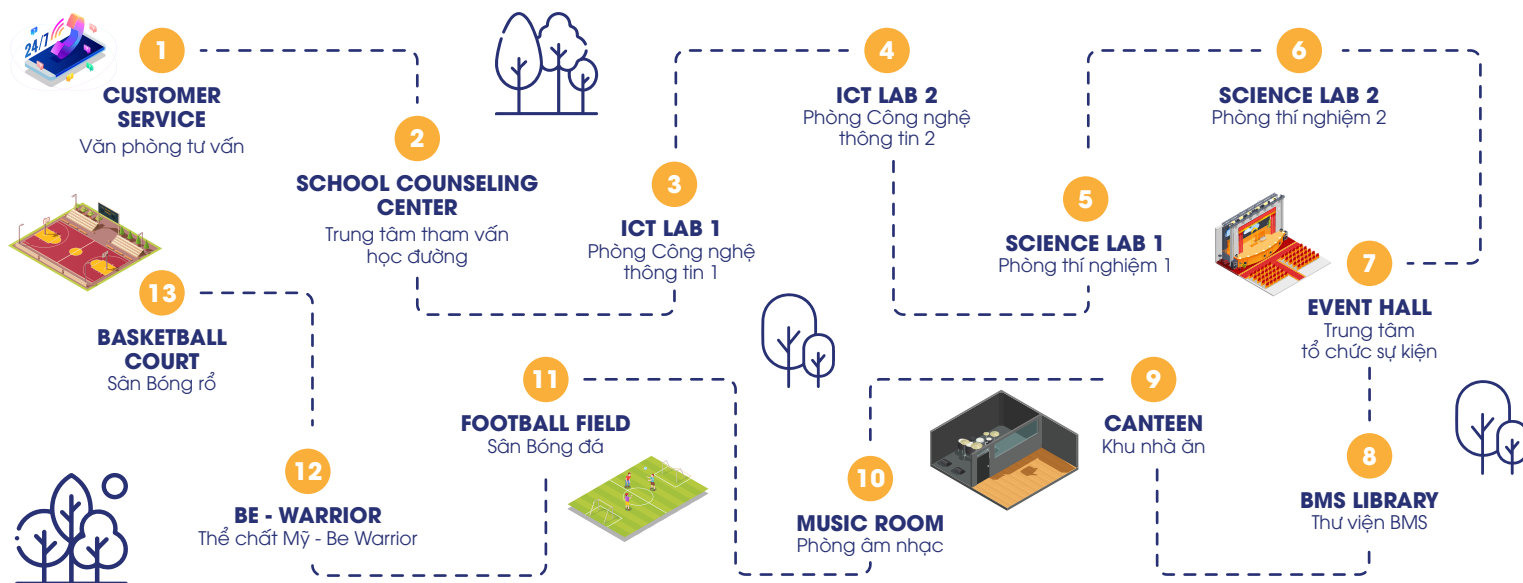 24/7
1
CUSTOMER
SERVICE
Văn phòng tư vấn
2
SCHOOL COUNSELING
CENTER
Trung tâm tham vấn
học đường
3
ICT LAB 1
Phòng Công nghệ
thông tin 1
4
ICT LAB 2
Phòng Công nghệ
thông tin 2
5
SCIENCE LAB 1
Phòng thí nghiệm 1
6
SCIENCE LAB 2
Phòng thí nghiệm 2
7
EVENT HALL
Trung tâm
tổ chức sự kiện
8
BMS LIBRARY
Thư viện BMS
9
CANTEEN
Khu nhà ăn
10
MUSIC ROOM
Phòng âm nhạc
11
FOOTBALL FIELD
Sân Bóng đá
12
BE - WARRIOR
Thể chất Mỹ - Be Warrior
13
BASKETBALL
COURT
Sân Bóng rổ